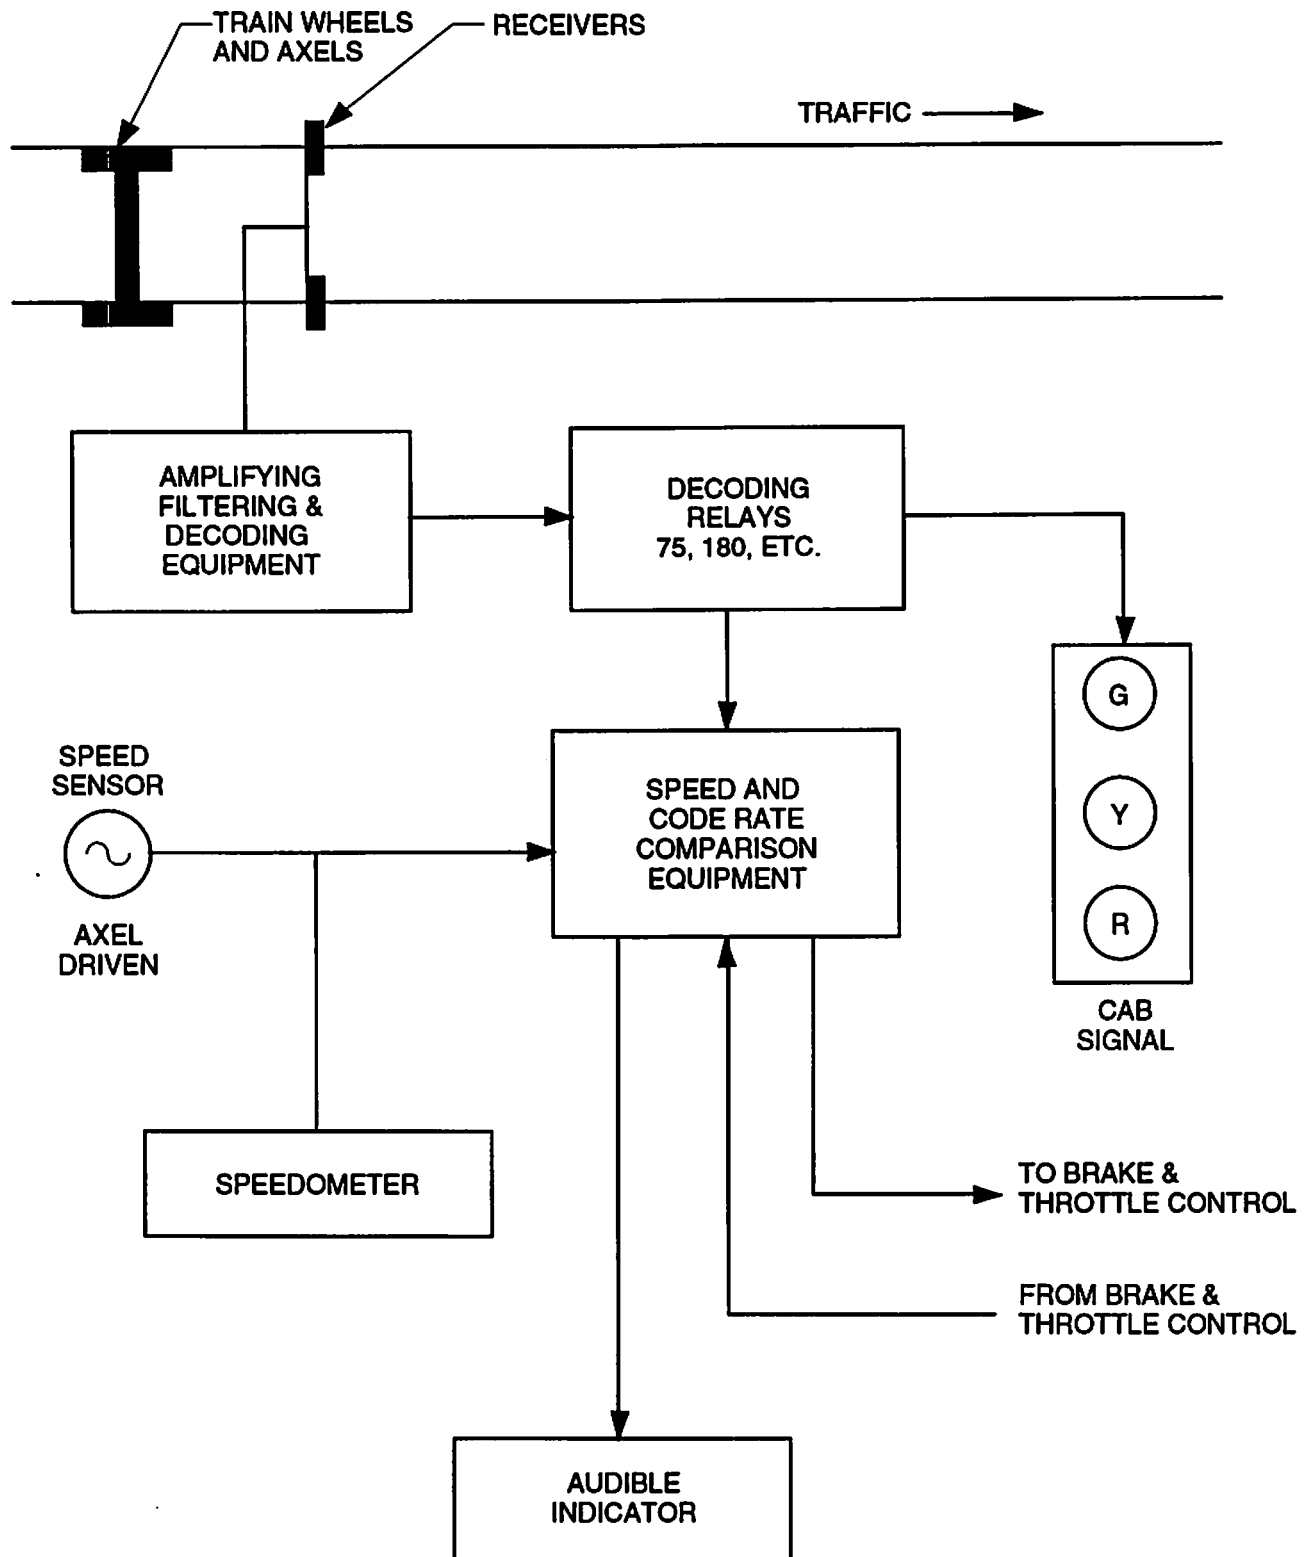 TRAIN WHEELS
AND AXELS
RECEIVERS
TRAFFIC
AMPLIFYING
FILTERING &
DECODING
EQUIPMENT
DECODING
RELAYS
75, 180, ETC.
SPEED
SENSOR
AXEL
DRIVEN
SPEED AND
CODE RATE
COMPARISON
EQUIPMENT
G
Y
R
CAB
SIGNAL
SPEEDOMETER
TO BRAKE &
THROTTLE CONTROL
FROM BRAKE &
THROTTLE CONTROL
AUDIBLE
INDICATOR